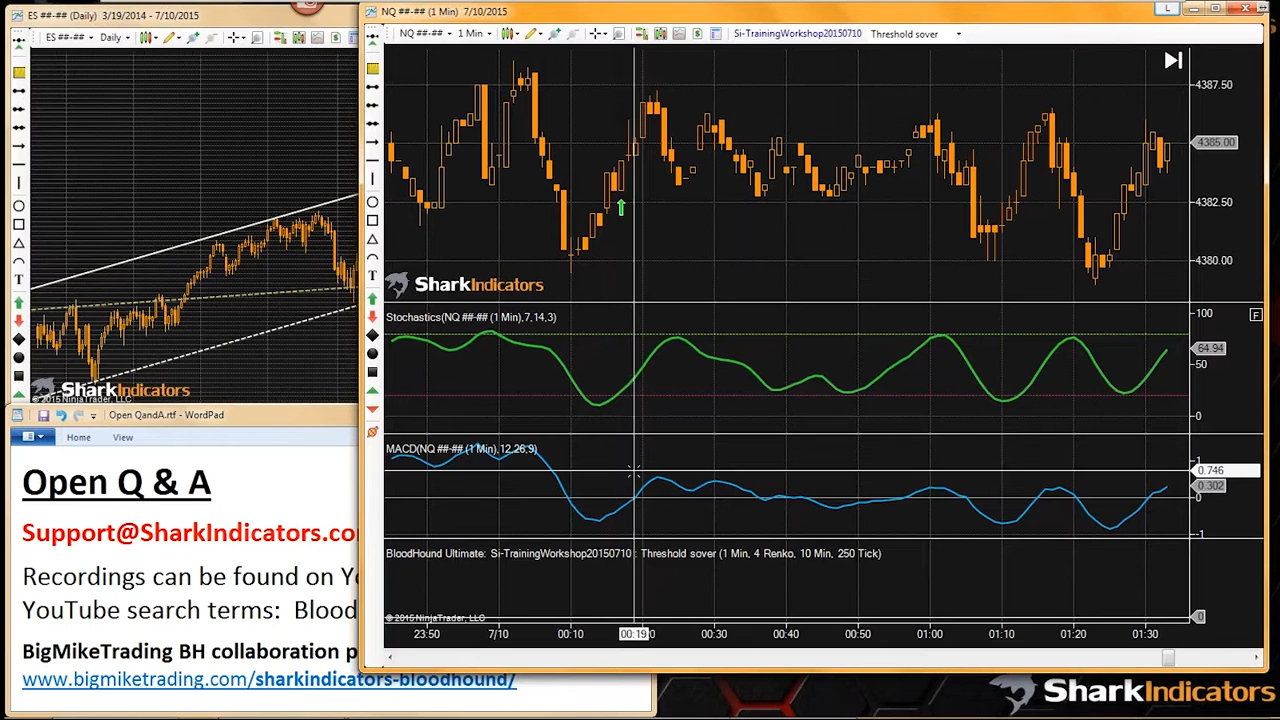 ES ##-## (Daily) 3/19/2014 - 7/10/2015
ES ##-## Daily
T
SharkIndicators
© 2015 NinjaTrader, LLC
NQ ##-## (1 Min) 7/10/2015
L
NQ ##-## 1 Min Si-TrainingWorkshop20150710 Threshold sover
T
4387.50
4385.00
4382.50
4380.00
SharkIndicators
Stochastics(NQ ##-## (1 Min),7,14,3)
F
100
64.94
50
0
MACD(NQ ##-## (1 Min),12,26,9)
1
0.746
0.302
0
-1
BloodHound Ultimate: Si-TrainingWorkshop20150710 : Threshold sover (1 Min, 4 Renko, 10 Min, 250 Tick)
© 2015 NinjaTrader, LLC
0
23:50 7/10 00:10 00:19 00:30 00:40 00:50 01:00 01:10 01:20 01:30
Open QandA.rtf - WordPad
Home View
Open Q & A
Support@SharkIndicators.co
Recordings can be found on Y
YouTube search terms: Blood
BigMikeTrading BH collaboration p
www.bigmiketrading.com/sharkindicators-bloodhound/
SharkIndicators